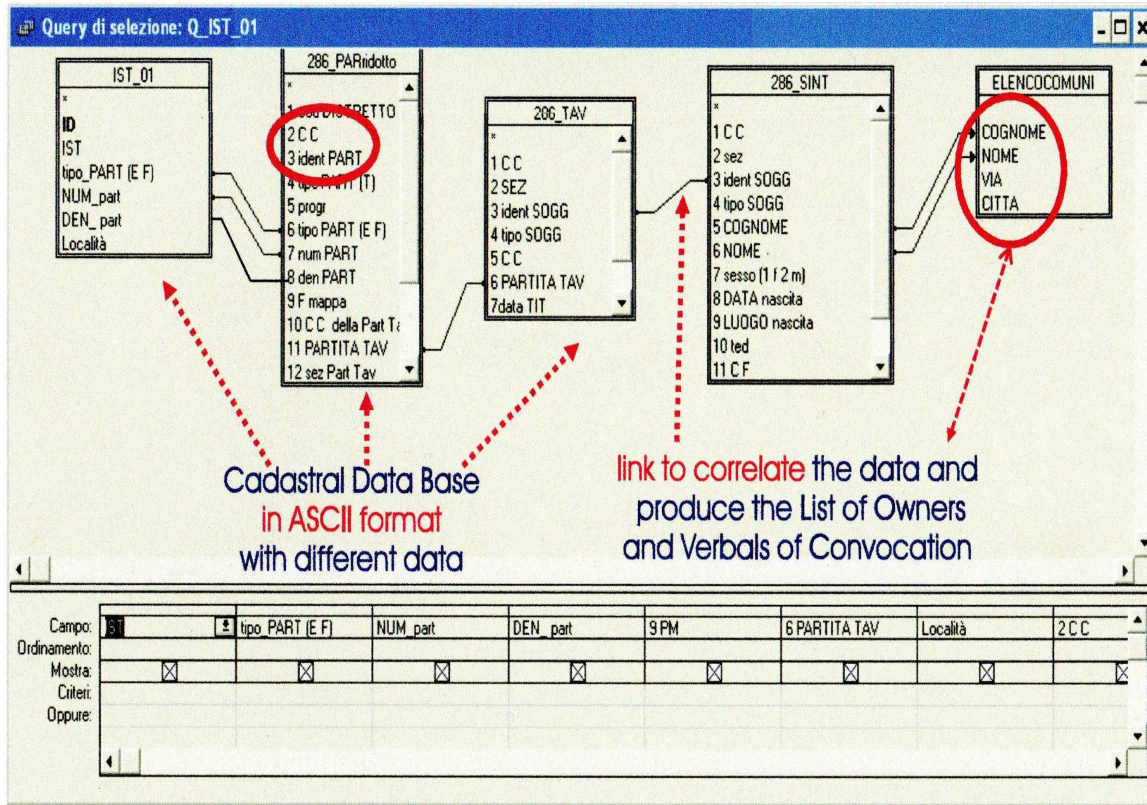 Query di selezione: Q_IST_01
IST_01
*
ID
IST
tipo_PART (E F)
NUM_part
DEN_ part
Località
286_PARridotto
*
DISTRETTO
2 C C
3 ident PART
4 tipo PART (T)
5 progr
6 tipo PART (E F)
7 num PART
8 den PART
9 F mappa
10 C C della Part Ta
11 PARTITA TAV
12 sez Part Tav
286_TAV
*
1 C C
2 SEZ
3 ident SOGG
4 tipo SOGG
5 C C
6 PARTITA TAV
7data TIT
286_SINT
*
1 C C
2 sez
3 ident SOGG
4 tipo SOGG
5 COGNOME
6 NOME
7 sesso (1 f 2 m)
8 DATA nascita
9 LUOGO nascita
10 ted
11 C F
ELENCOCOMUNI
*
COGNOME
NOME
VIA
CITTA
Cadastral Data Base
in ASCII format
with different data
link to correlate the data and
produce the List of Owners
and Verbals of Convocation
Campo: IST tipo_PART (E F) NUM_part DEN_ part 9 PM 6 PARTITA TAV Località 2 C C
Ordinamento:
Mostra:
Criteri:
Oppure: